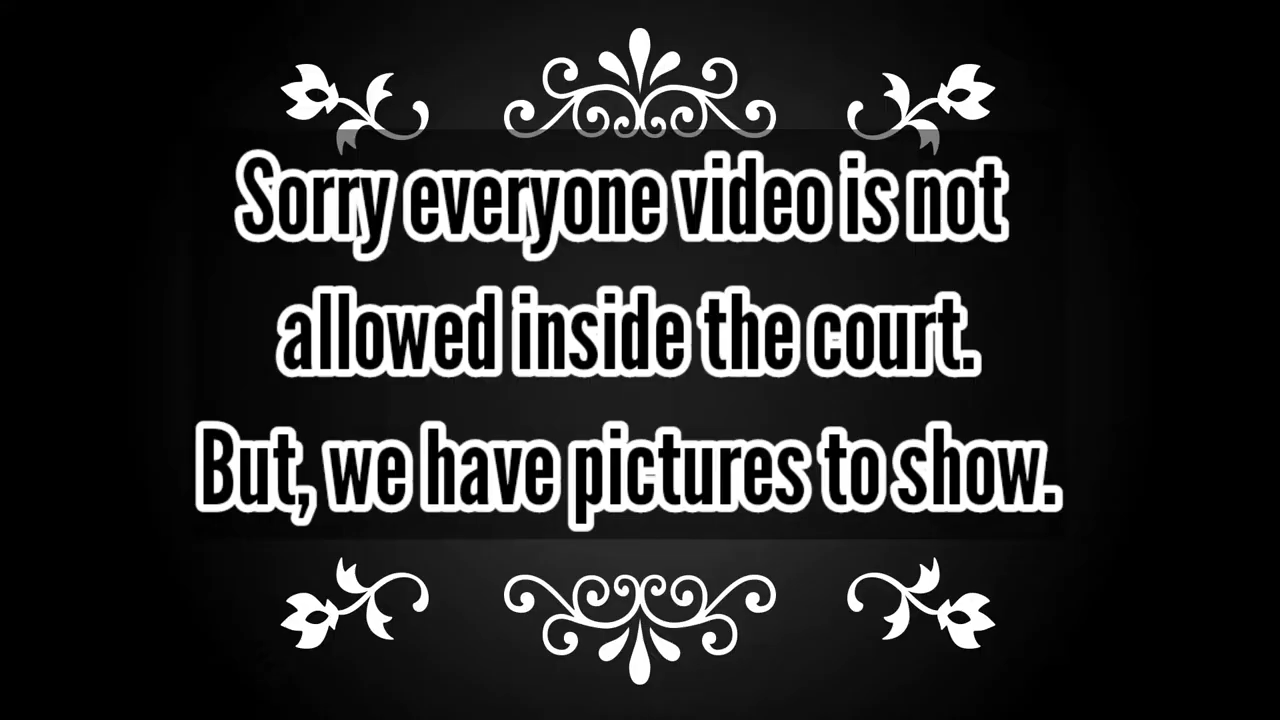 Sorry everyone video is not
allowed inside the court.
But, we have pictures to show.